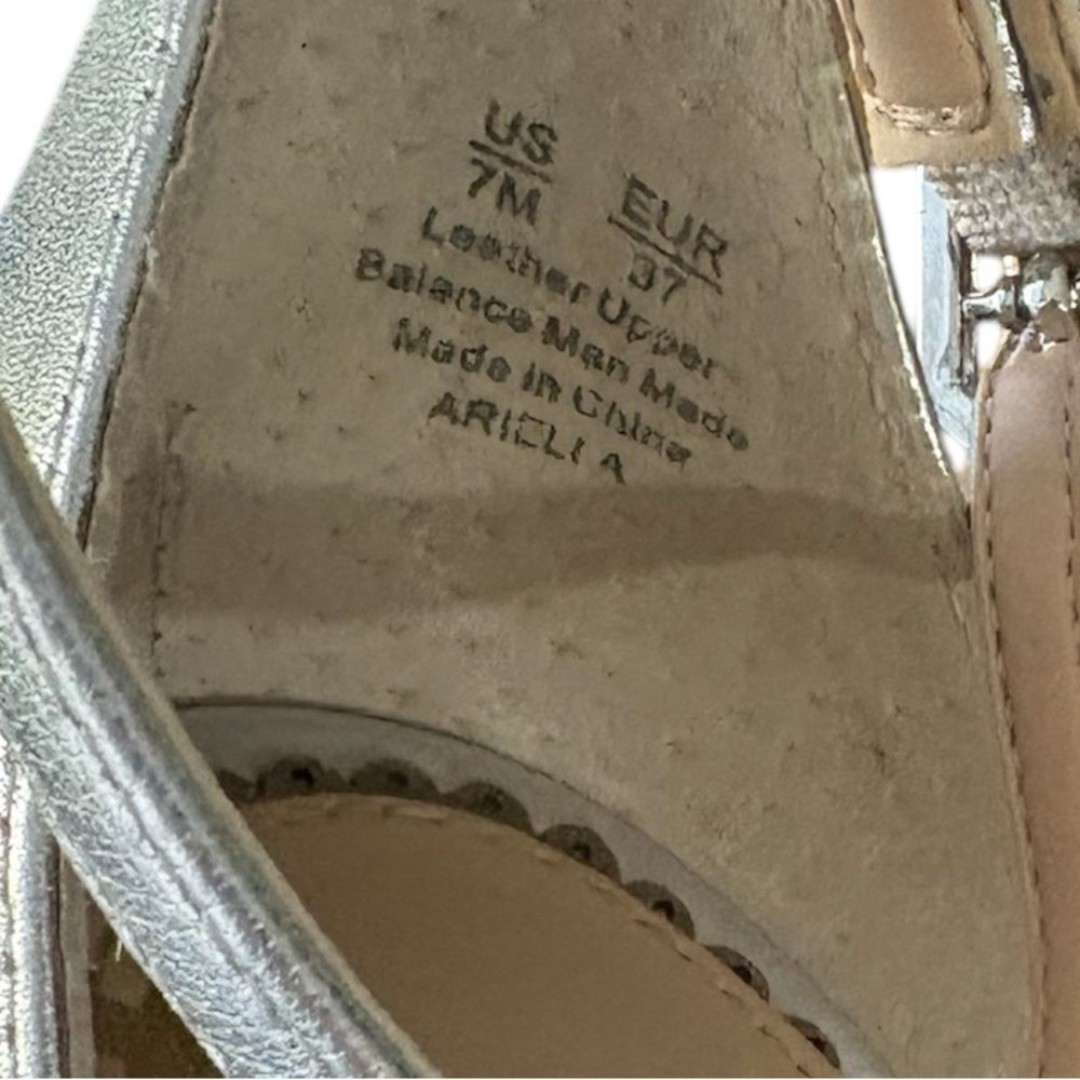 US EUR
7M 37
Leather Upper
Balance Man Made
Made in China
ARIELLA